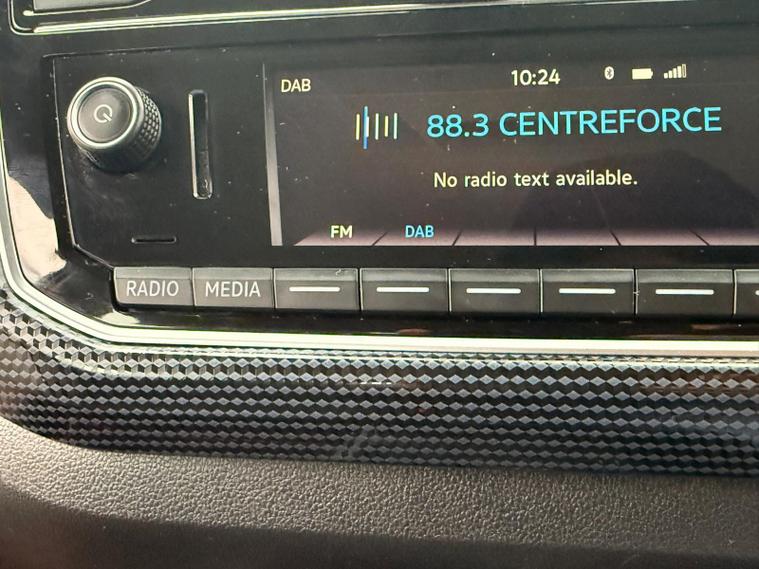 DAB
10:24
88.3 CENTREFORCE
No radio text available.
FM DAB
RADIO MEDIA